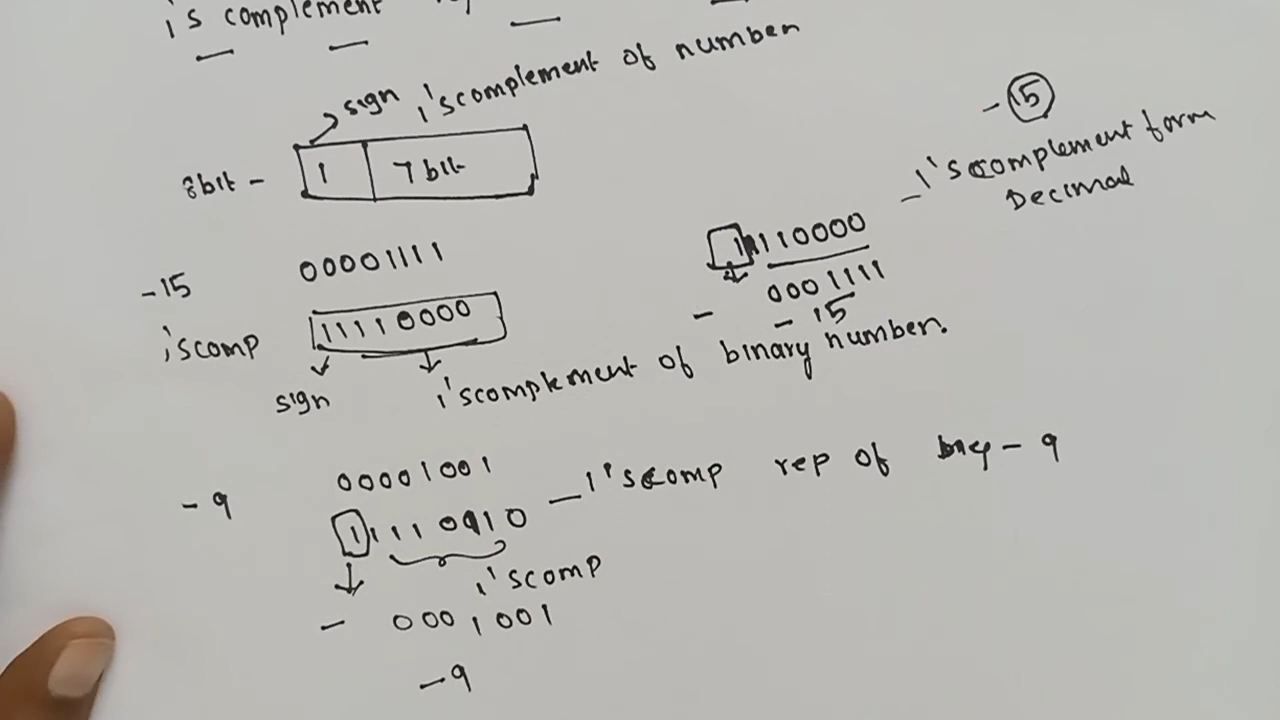 1's complement
sign 1's complement of number
8bit - 1 7 bit
-15 00001111
1's comp 11110000
sign 1's complement of binary number.
-15
-1's complement form
Decimal
11110000
0001111
- -15
-9 00001001
11110110 - 1's comp rep of -9
1's comp
- 0001001
-9